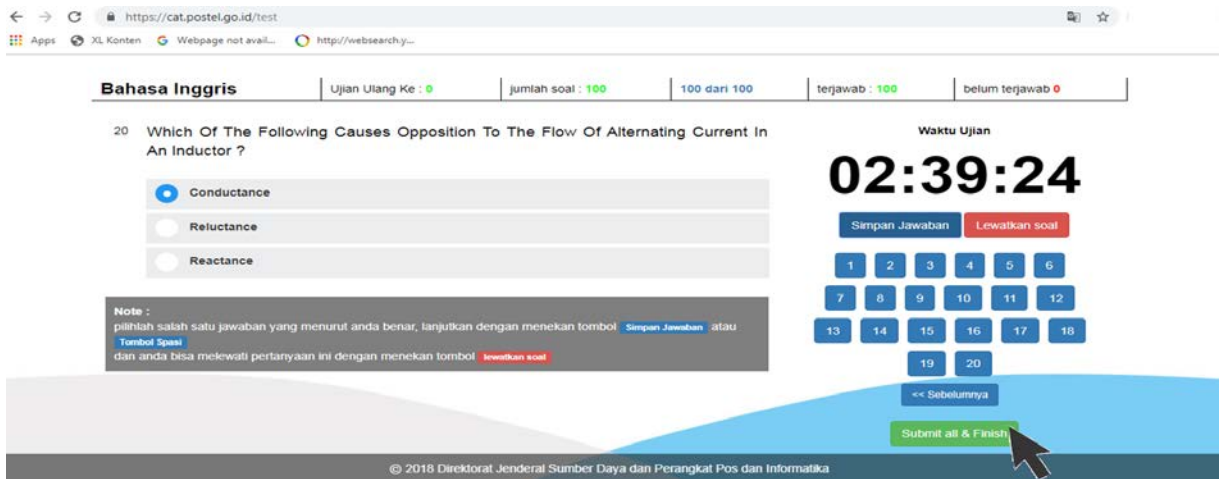 https://cat.postel.go.id/test
Apps XL Konten Webpage not avail... http://websearch.y...
Bahasa Inggris Ujian Ulang Ke : 0 jumlah soal : 100 100 dari 100 terjawab : 100 belum terjawab 0
20 Which Of The Following Causes Opposition To The Flow Of Alternating Current In
An Inductor ?
Conductance
Reluctance
Reactance
Note :
pilihlah salah satu jawaban yang menurut anda benar, lanjutkan dengan menekan tombol Simpan Jawaban atau
Tombol Spasi
dan anda bisa melewati pertanyaan ini dengan menekan tombol lewatkan soal
Waktu Ujian
02:39:24
Simpan Jawaban Lewatkan soal
1 2 3 4 5 6
7 8 9 10 11 12
13 14 15 16 17 18
19 20
<< Sebelumnya
Submit all & Finish
© 2018 Direktorat Jenderal Sumber Daya dan Perangkat Pos dan Informatika